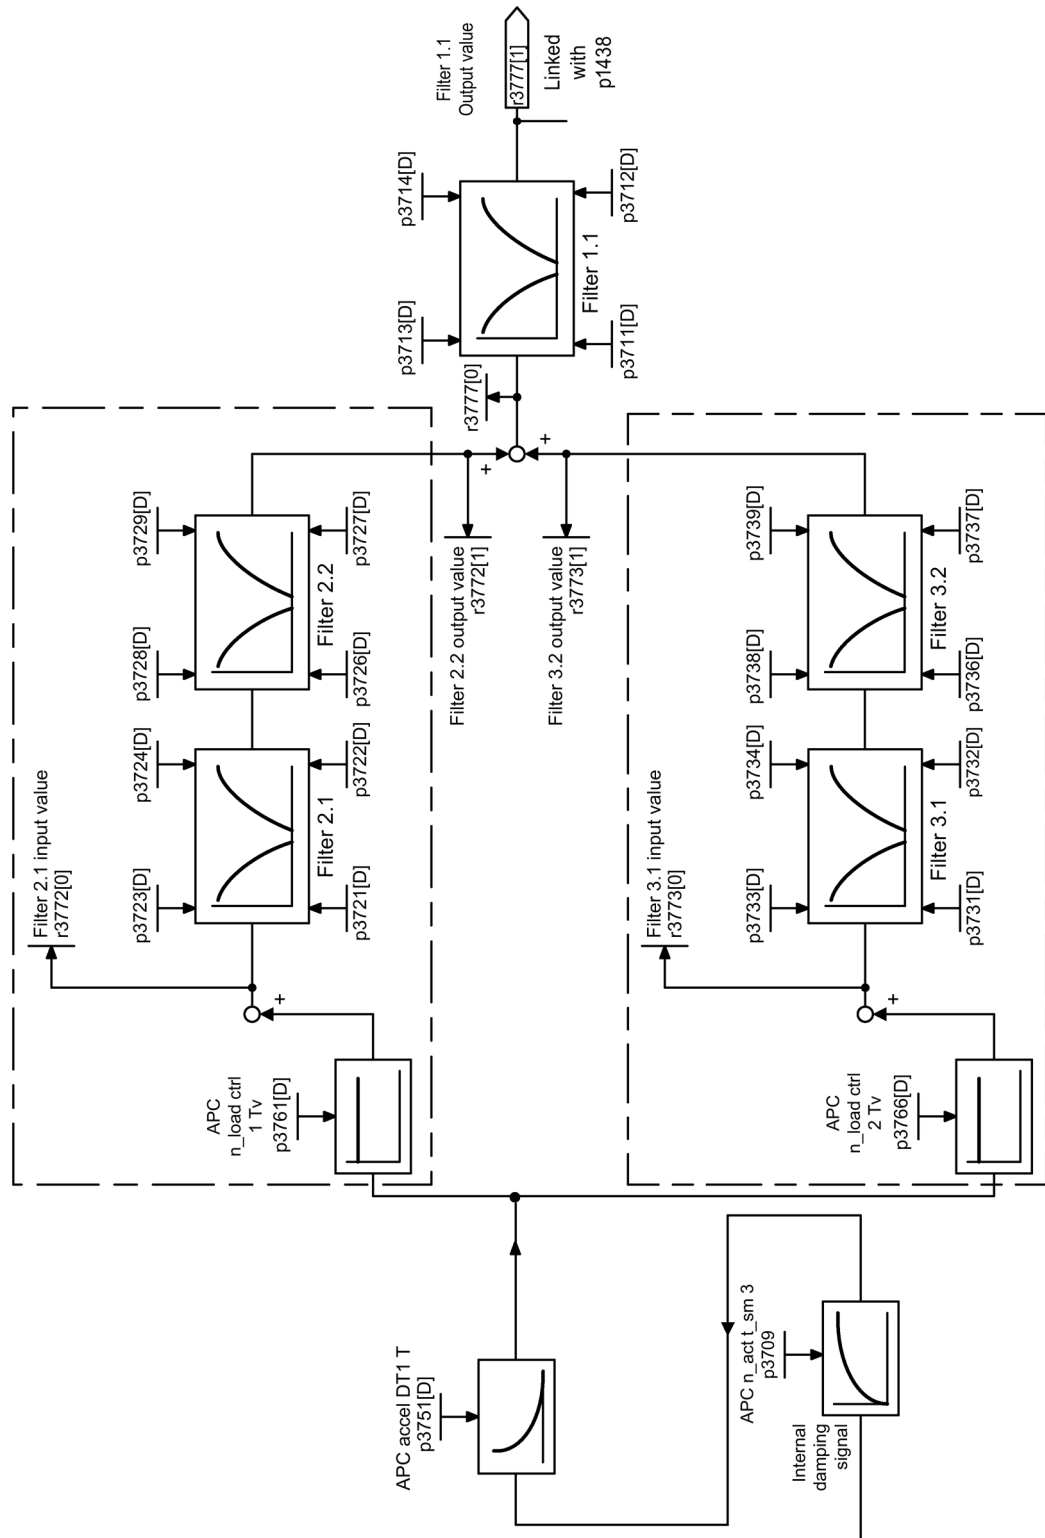 Filter 1.1
Output value
r3777[1]
Linked
with
p1438
p3714[D]
p3712[D]
p3713[D]
p3711[D]
Filter 1.1
r3777[0]
+
+
p3729[D]
p3727[D]
p3728[D]
p3726[D]
Filter 2.2
Filter 2.2 output value
r3772[1]
Filter 3.2 output value
r3773[1]
p3739[D]
p3737[D]
p3738[D]
p3736[D]
Filter 3.2
p3724[D]
p3722[D]
p3723[D]
p3721[D]
Filter 2.1
Filter 2.1 input value
r3772[0]
+
p3734[D]
p3732[D]
p3733[D]
p3731[D]
Filter 3.1
Filter 3.1 input value
r3773[0]
+
APC
n_load ctrl
1 Tv
p3761[D]
APC
n_load ctrl
2 Tv
p3766[D]
APC accel DT1 T
p3751[D]
APC n_act t_sm 3
p3709
Internal
damping
signal